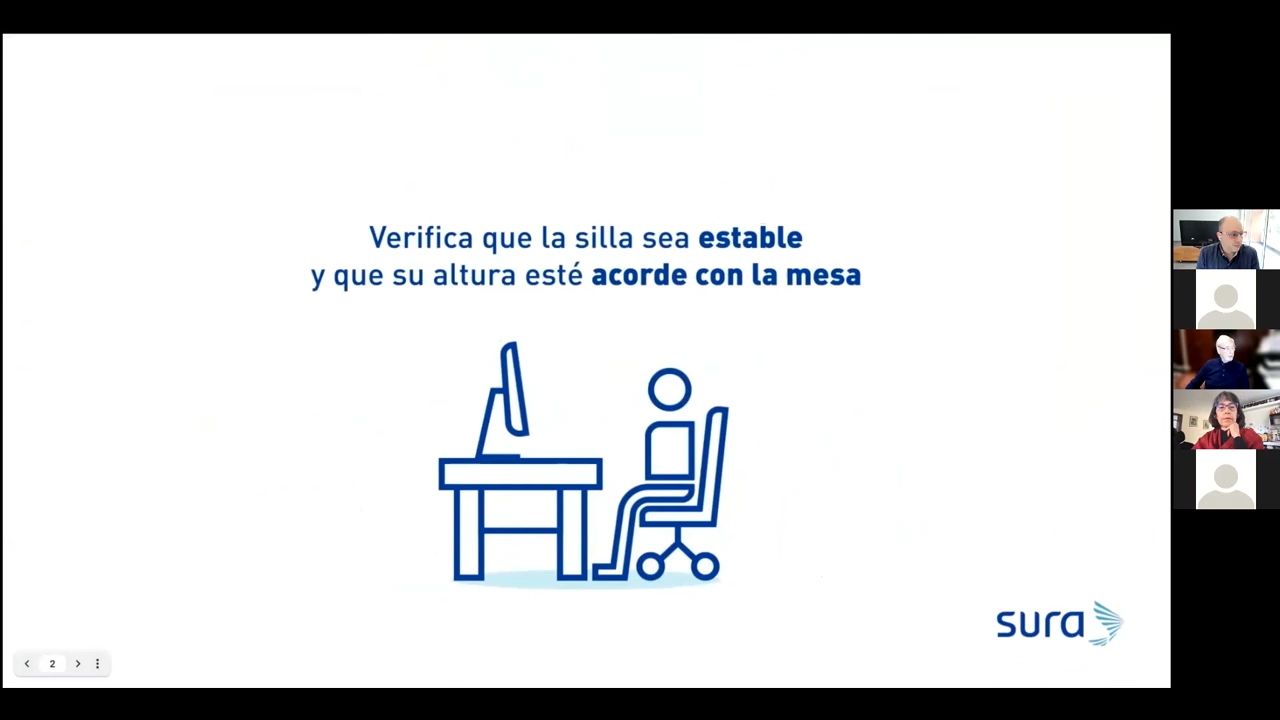 Verifica que la silla sea estable
y que su altura esté acorde con la mesa
sura
2